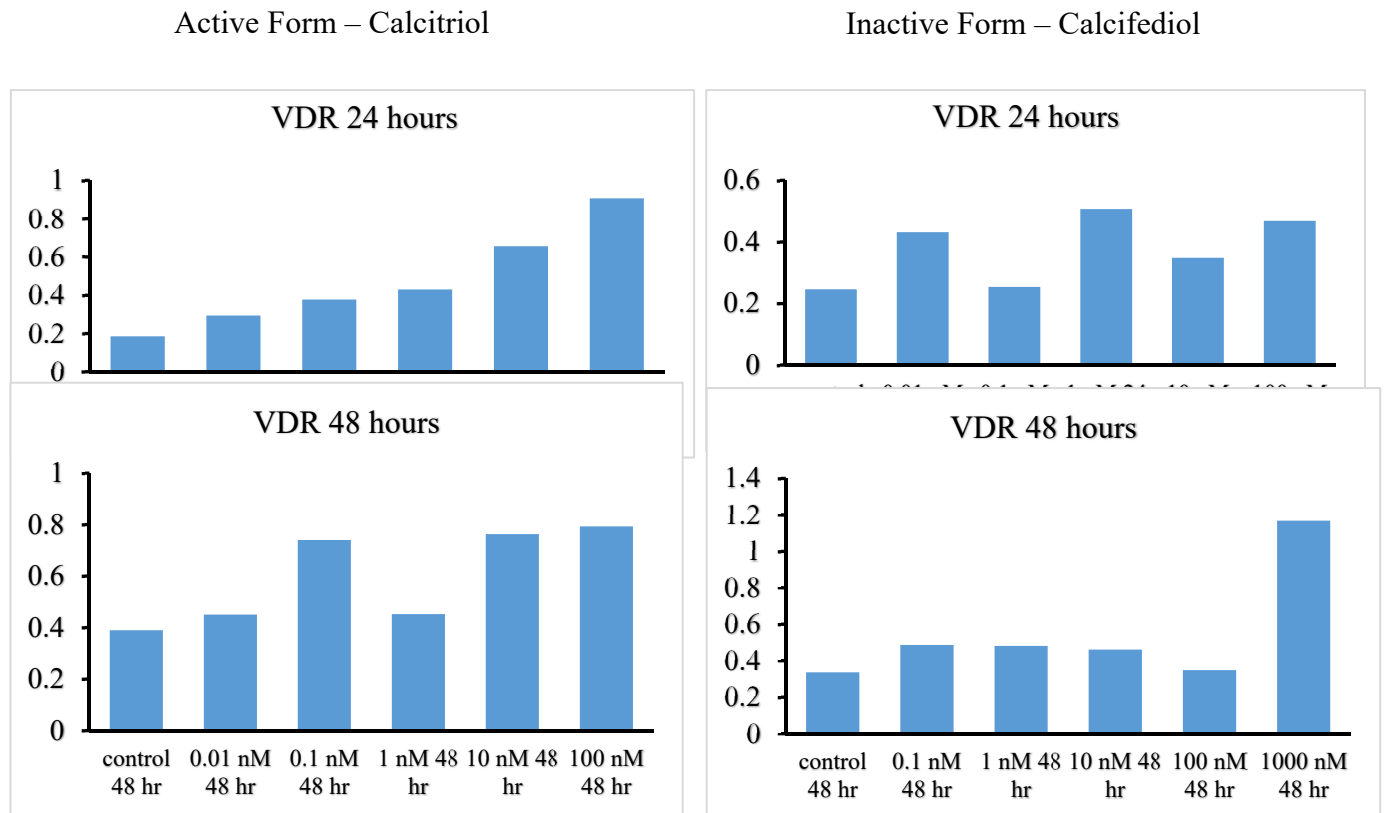 Active Form – Calcitriol
Inactive Form – Calcifediol
VDR 24 hours
1
0.8
0.6
0.4
0.2
0
VDR 24 hours
0.6
0.4
0.2
0
VDR 48 hours
1
0.8
0.6
0.4
0.2
0
control 0.01 nM 0.1 nM 1 nM 48 10 nM 48 100 nM
48 hr 48 hr 48 hr hr hr 48 hr
VDR 48 hours
1.4
1.2
1
0.8
0.6
0.4
0.2
0
control 0.1 nM 1 nM 48 10 nM 48 100 nM 1000 nM
48 hr 48 hr hr hr 48 hr 48 hr